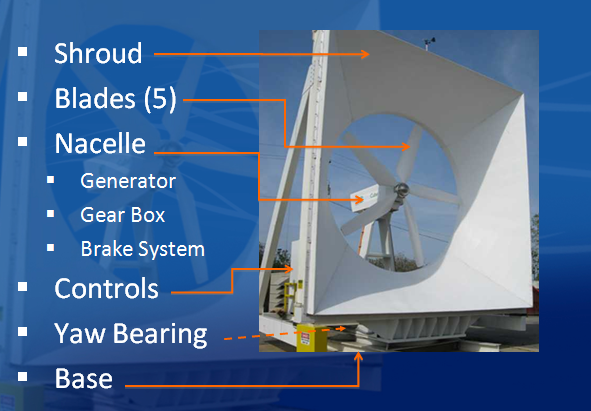 Shroud
Blades (5)
Nacelle
Generator
Gear Box
Brake System
Controls
Yaw Bearing
Base